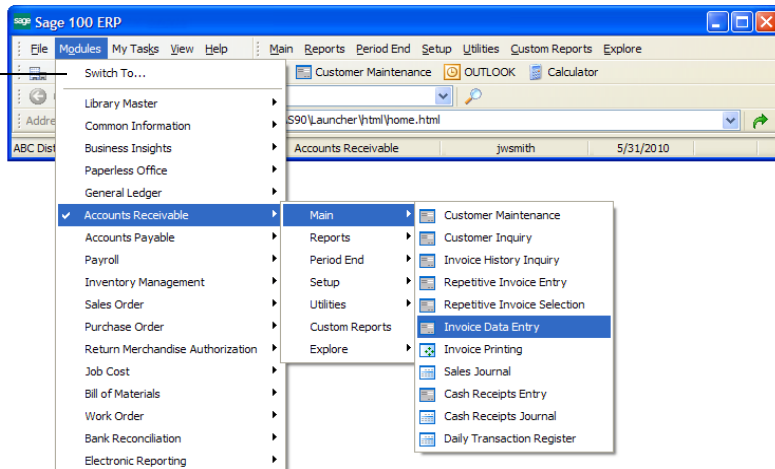 sage Sage 100 ERP
File Modules My Tasks View Help Main Reports Period End Setup Utilities Custom Reports Explore
Switch To... Customer Maintenance OUTLOOK Calculator
Addre S90\Launcher\html\home.html
ABC Dist Accounts Receivable jwsmith 5/31/2010
Library Master
Common Information
Business Insights
Paperless Office
General Ledger
Accounts Receivable
Accounts Payable
Payroll
Inventory Management
Sales Order
Purchase Order
Return Merchandise Authorization
Job Cost
Bill of Materials
Work Order
Bank Reconciliation
Electronic Reporting
Main
Reports
Period End
Setup
Utilities
Custom Reports
Explore
Customer Maintenance
Customer Inquiry
Invoice History Inquiry
Repetitive Invoice Entry
Repetitive Invoice Selection
Invoice Data Entry
Invoice Printing
Sales Journal
Cash Receipts Entry
Cash Receipts Journal
Daily Transaction Register